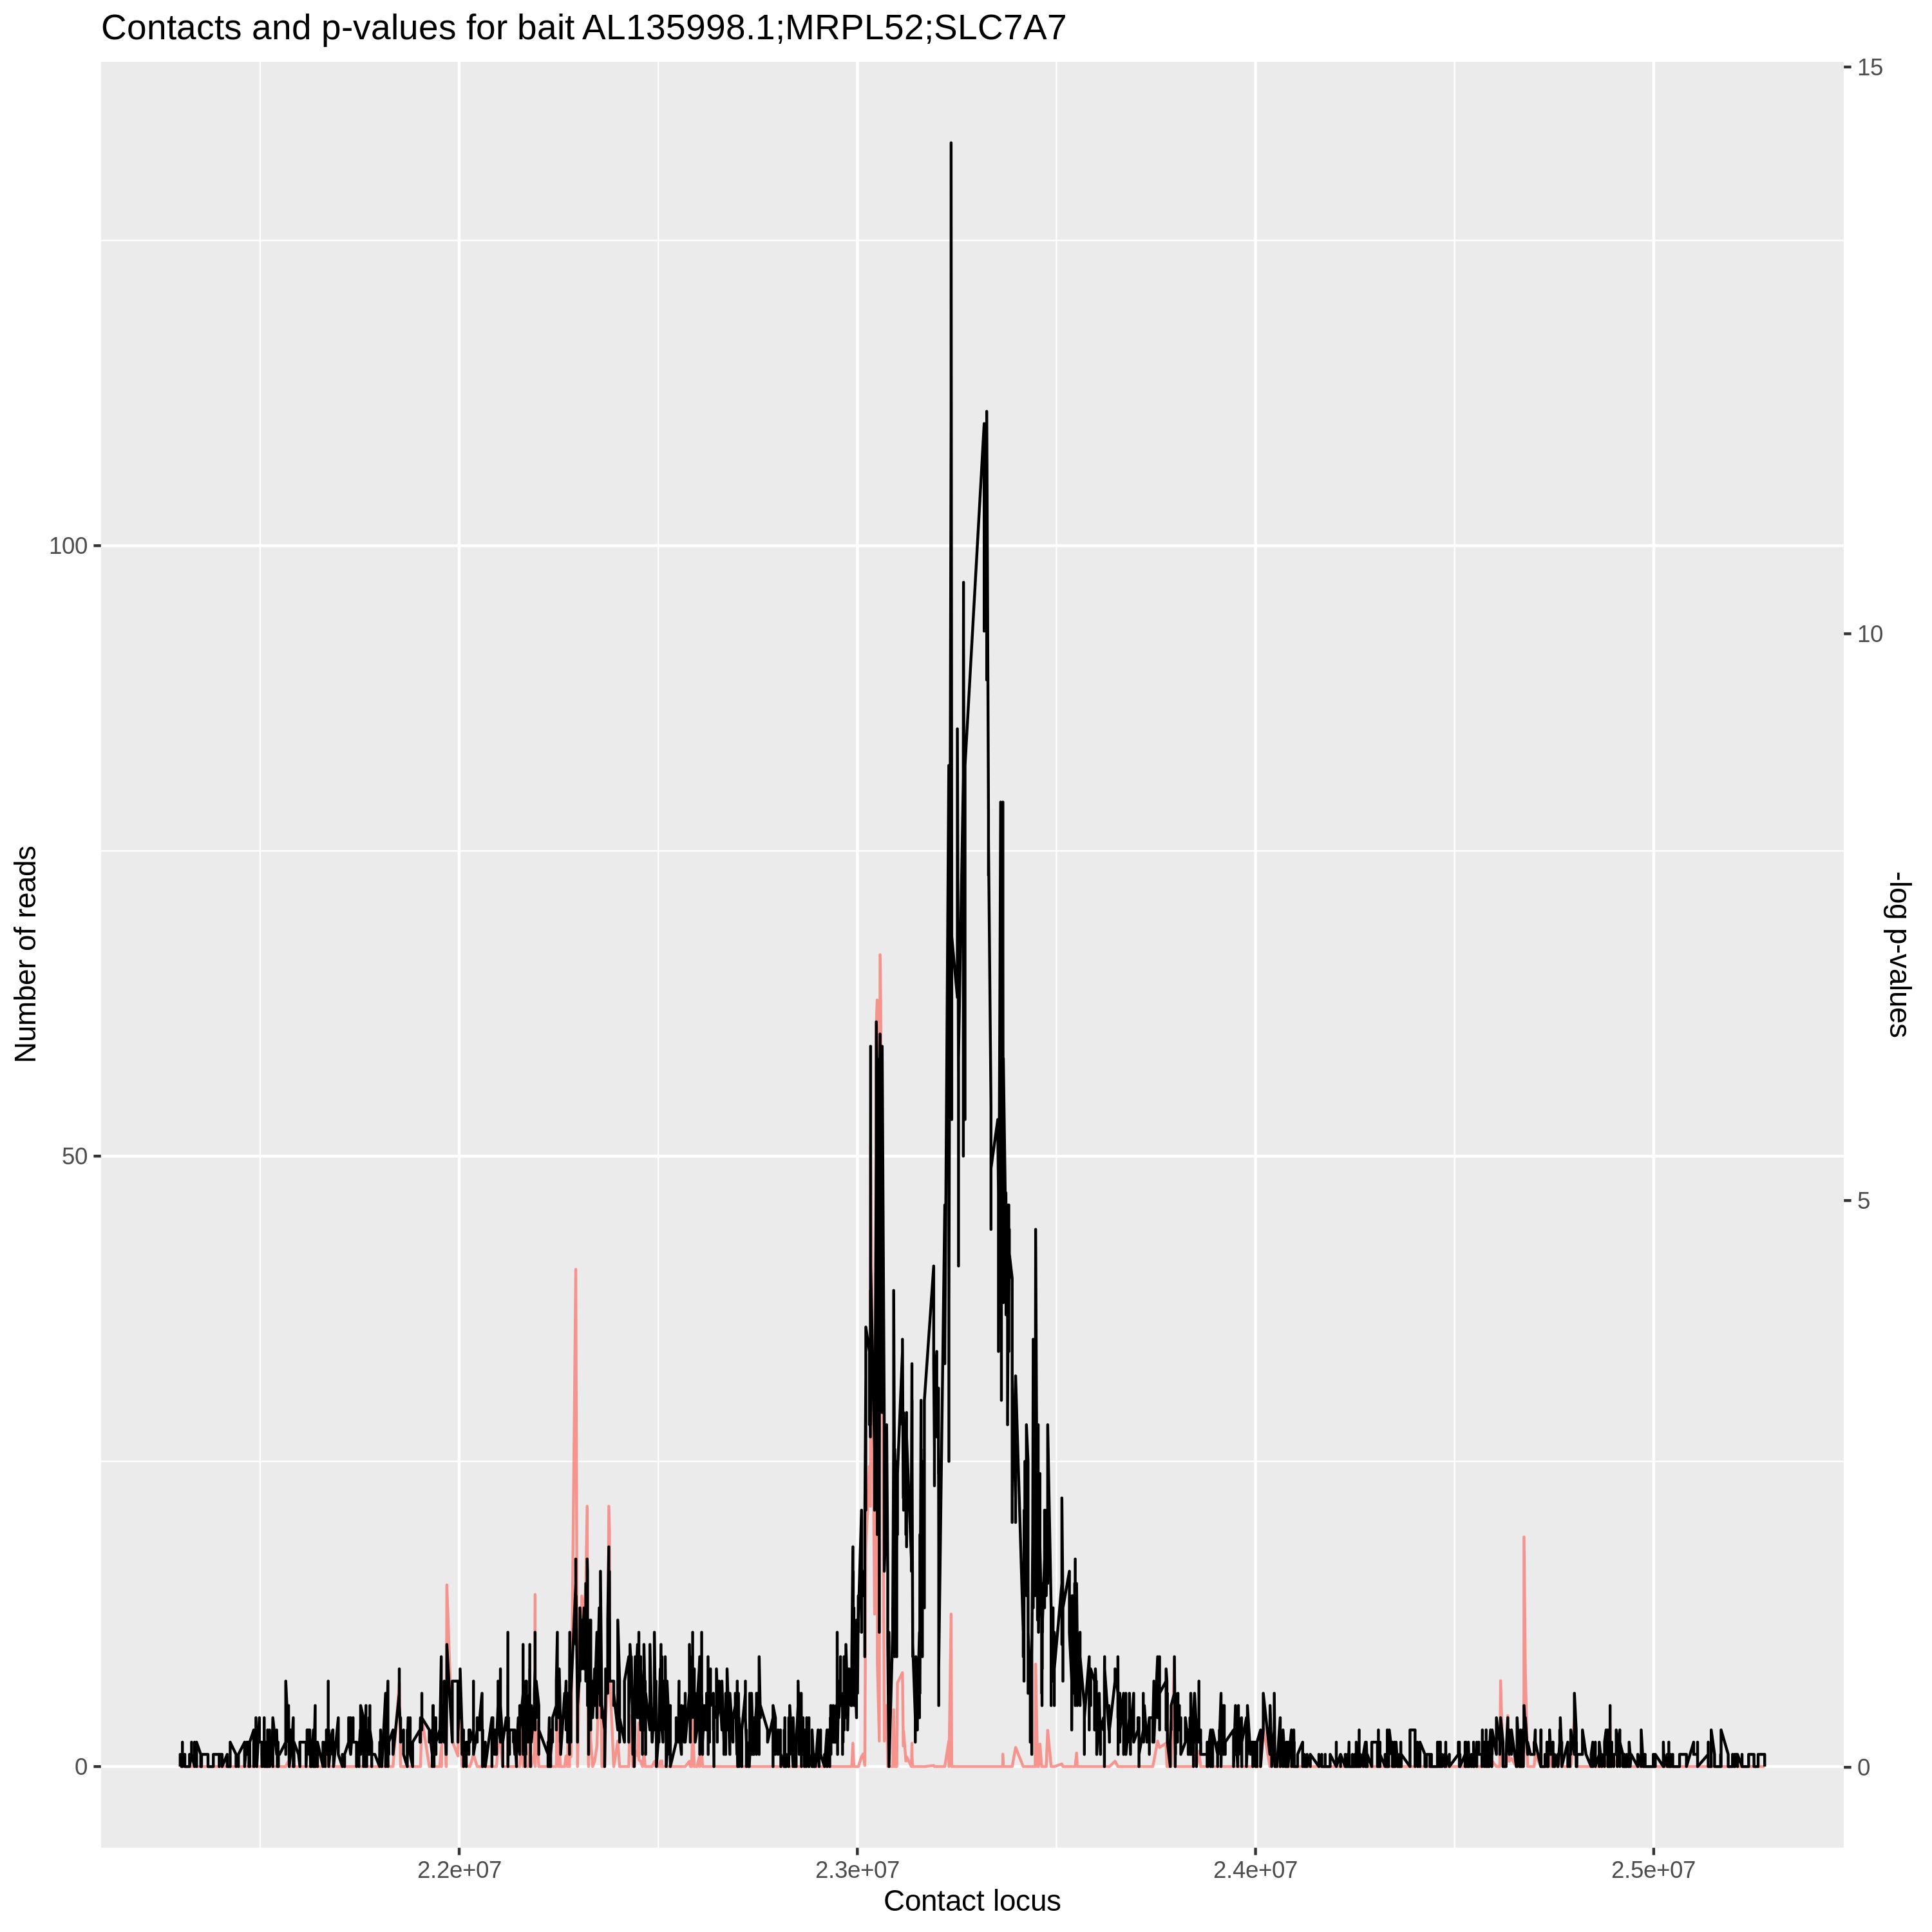 Contacts and p-values for bait AL135998.1;MRPL52;SLC7A7
15
100
10
Number of reads
-log p-values
50
5
0
0
2.2e+07
2.3e+07
2.4e+07
2.5e+07
Contact locus